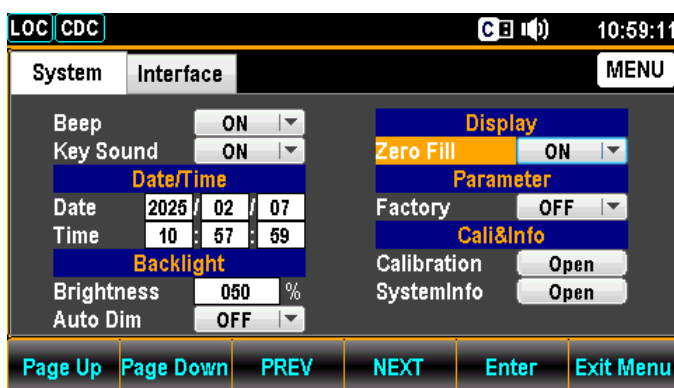 LOC CDC C 10:59:11
System Interface MENU
Beep ON
Key Sound ON
Date/Time
Date 2025 / 02 / 07
Time 10 : 57 : 59
Backlight
Brightness 050 %
Auto Dim OFF
Display
Zero Fill ON
Parameter
Factory OFF
Cali&Info
Calibration Open
SystemInfo Open
Page Up Page Down PREV NEXT Enter Exit Menu